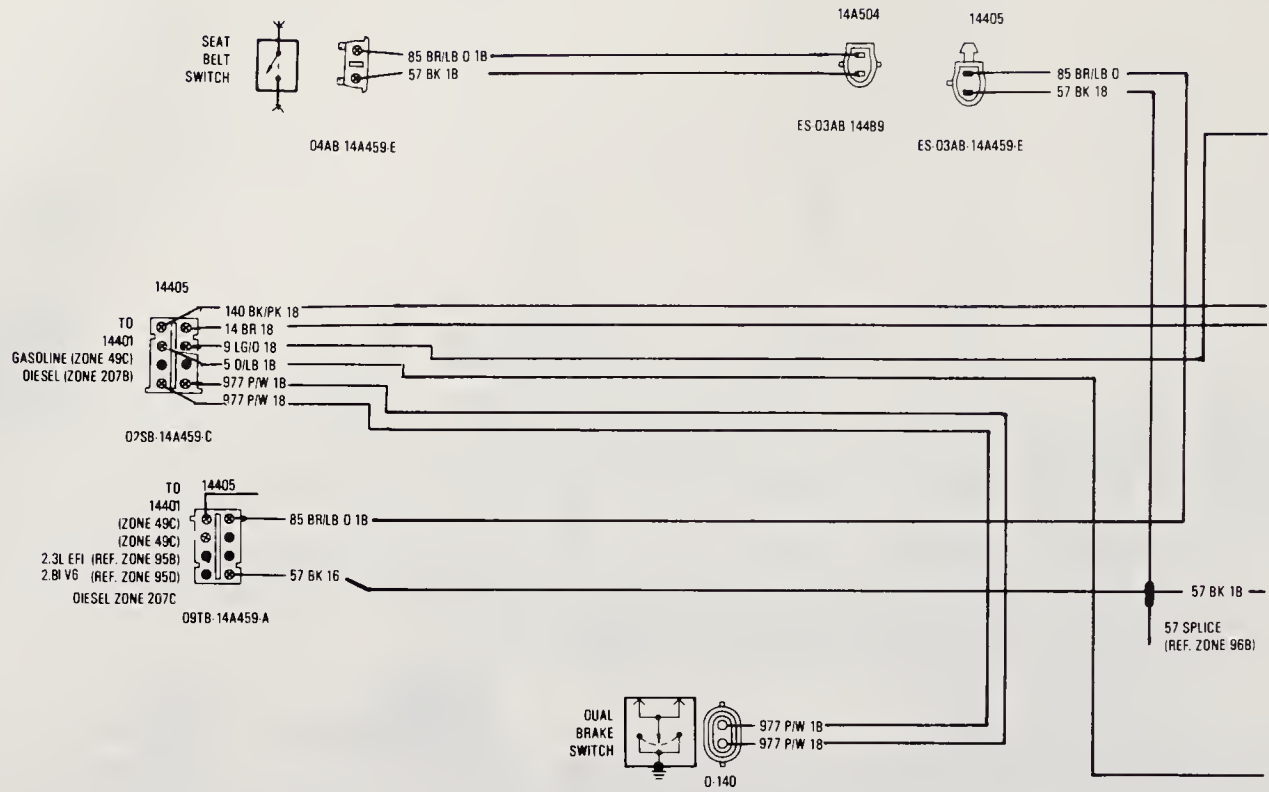 14A504
14405
SEAT
BELT
SWITCH
85 BR/LB O 18
57 BK 18
85 BR/LB O
57 BK 18
04AB 14A459-E
ES-03AB 14489
ES-03AB-14A459-E
14405
TO
14401
GASOLINE (ZONE 49C)
DIESEL (ZONE 207B)
140 BK/PK 18
14 BR 18
9 LG/O 18
5 O/LB 18
977 P/W 18
977 P/W 18
02SB-14A459-C
TO 14405
14401
(ZONE 49C)
(ZONE 49C)
2.3L EFI (REF. ZONE 95B)
2.8l V6 (REF. ZONE 95D)
DIESEL ZONE 207C
85 BR/LB O 18
57 BK 16
09TB-14A459-A
57 BK 18
57 SPLICE
(REF. ZONE 96B)
DUAL
BRAKE
SWITCH
977 P/W 18
977 P/W 18
D-140